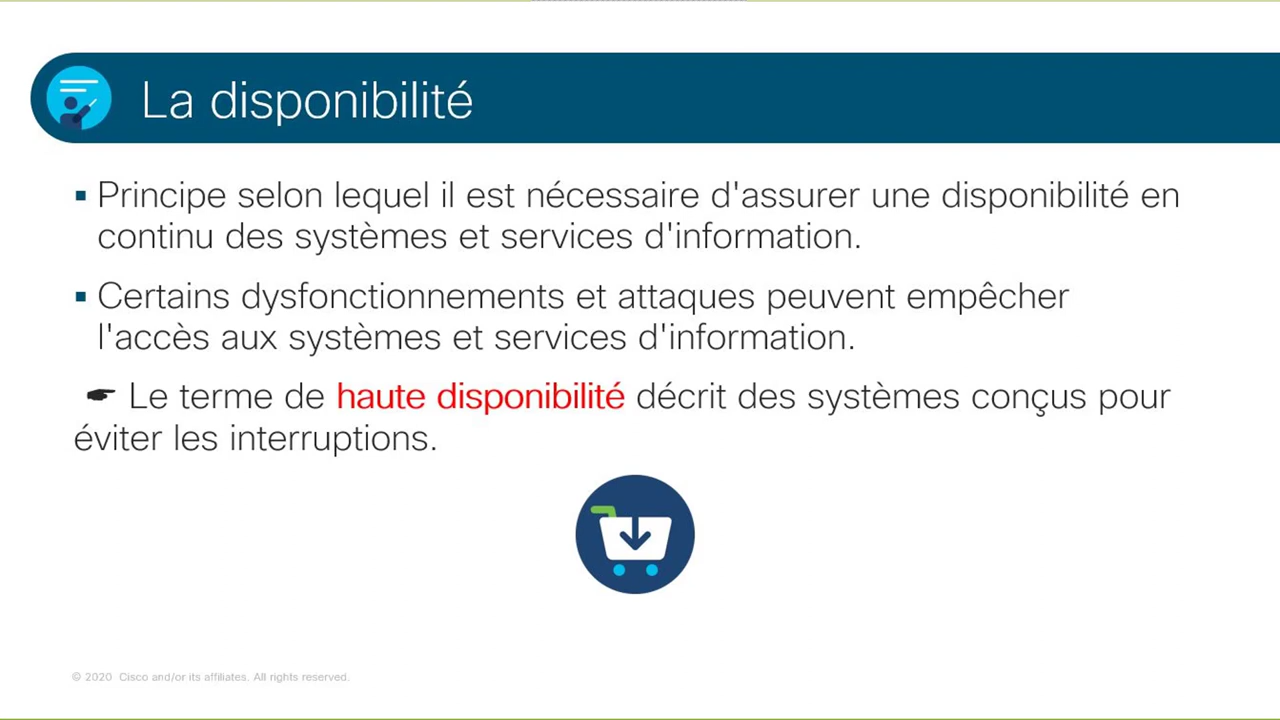 La disponibilité
▪ Principe selon lequel il est nécessaire d'assurer une disponibilité en
continu des systèmes et services d'information.
▪ Certains dysfonctionnements et attaques peuvent empêcher
l'accès aux systèmes et services d'information.
☛ Le terme de haute disponibilité décrit des systèmes conçus pour
éviter les interruptions.
© 2020 Cisco and/or its affiliates. All rights reserved.